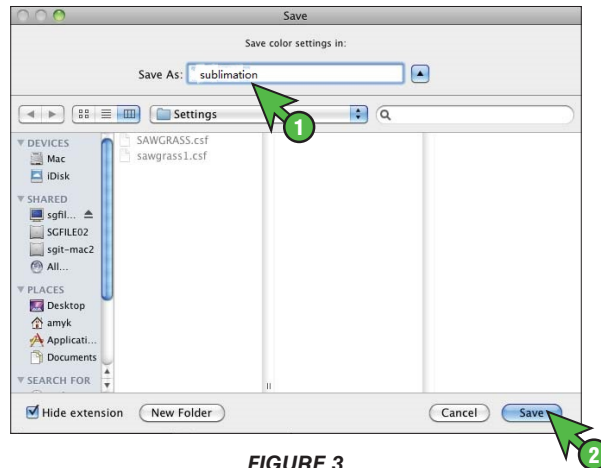 Save
Save color settings in:
Save As: sublimation
1
Settings
DEVICES
Mac
iDisk
SHARED
sgfil...
SGFILE02
sgit-mac2
All...
PLACES
Desktop
amyk
Applicati...
Documents
SEARCH FOR
SAWGRASS.csf
sawgrass1.csf
Hide extension New Folder Cancel Save
2
FIGURE 3